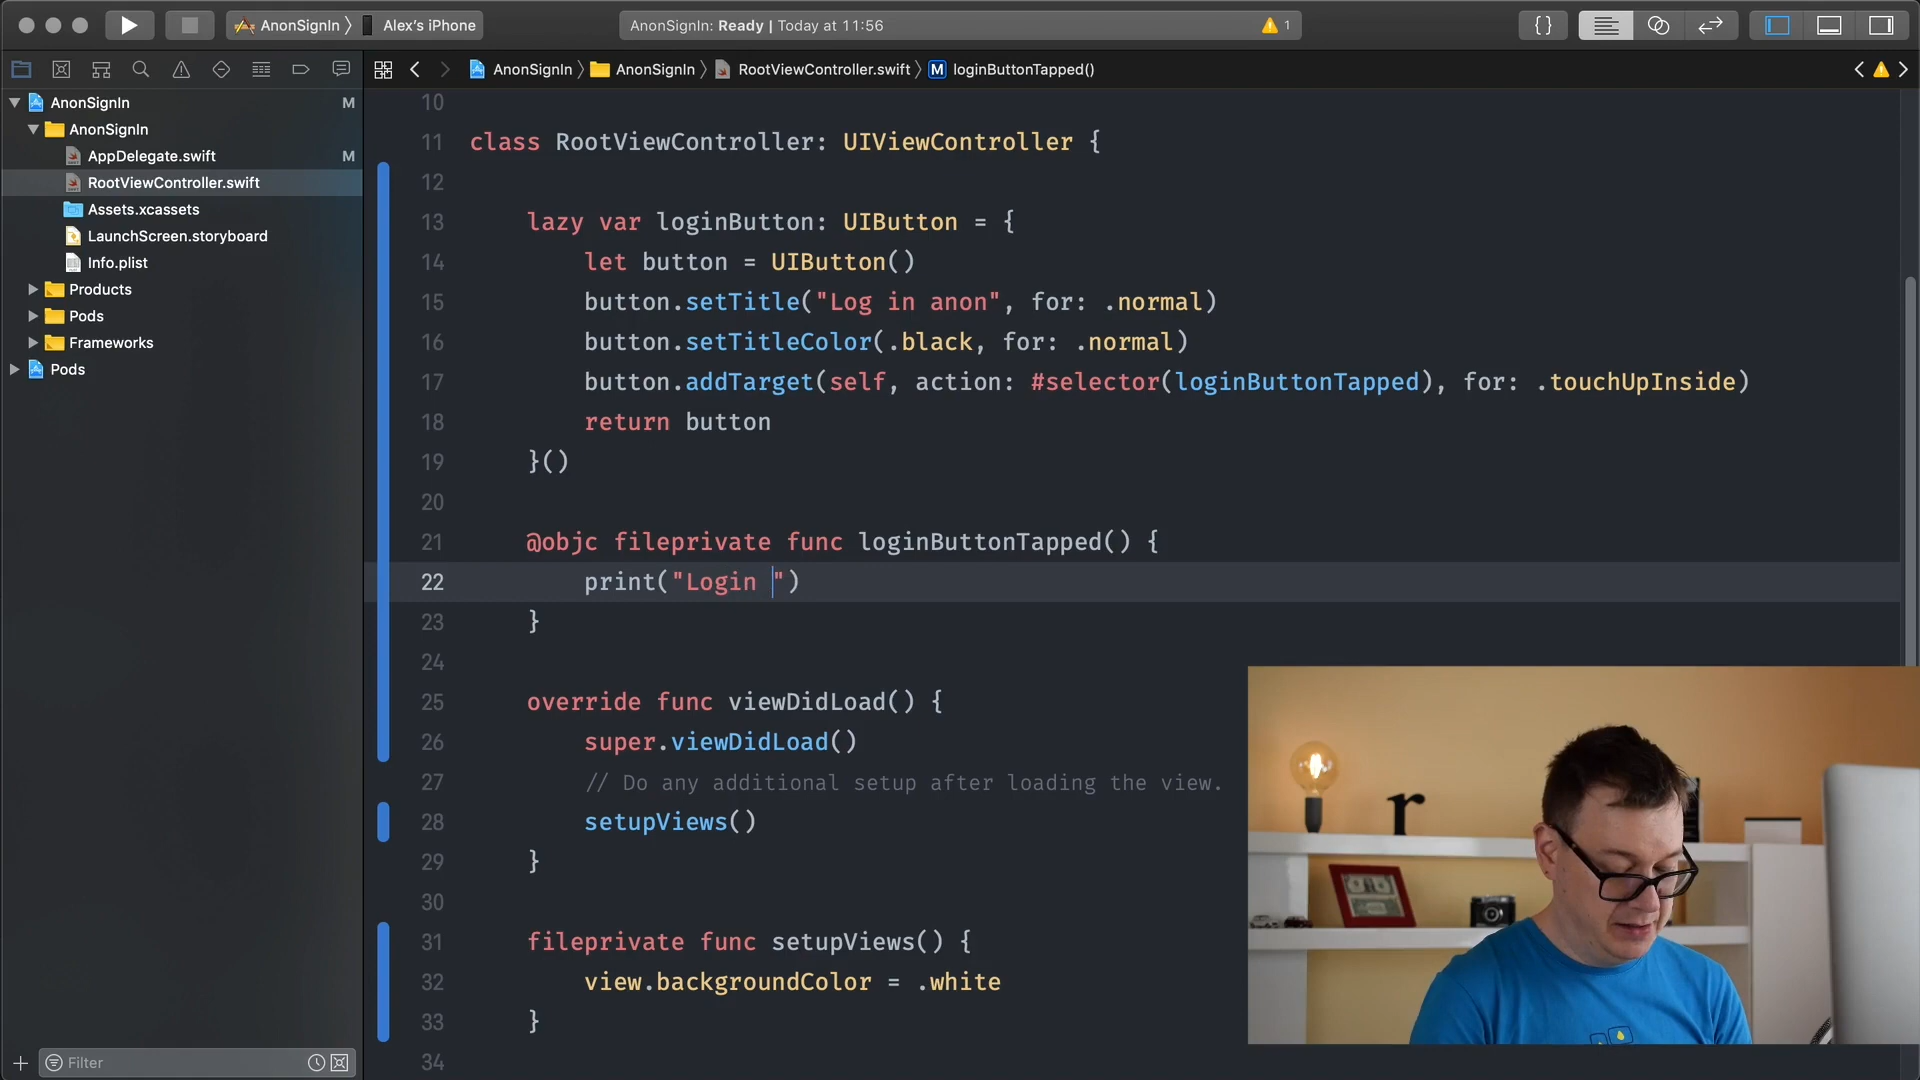 AnonSignIn
Alex's iPhone
AnonSignIn: Ready | Today at 11:56
1
AnonSignIn
AnonSignIn
RootViewController.swift
M
loginButtonTapped()
AnonSignIn
M
AnonSignIn
AppDelegate.swift
M
RootViewController.swift
Assets.xcassets
LaunchScreen.storyboard
Info.plist
Products
Pods
Frameworks
Pods
Filter
10
11 class RootViewController: UIViewController {
12
13 lazy var loginButton: UIButton = {
14 let button = UIButton()
15 button.setTitle("Log in anon", for: .normal)
16 button.setTitleColor(.black, for: .normal)
17 button.addTarget(self, action: #selector(loginButtonTapped), for: .touchUpInside)
18 return button
19 }()
20
21 @objc fileprivate func loginButtonTapped() {
22 print("Login ")
23 }
24
25 override func viewDidLoad() {
26 super.viewDidLoad()
27 // Do any additional setup after loading the view.
28 setupViews()
29 }
30
31 fileprivate func setupViews() {
32 view.backgroundColor = .white
33 }
34
r